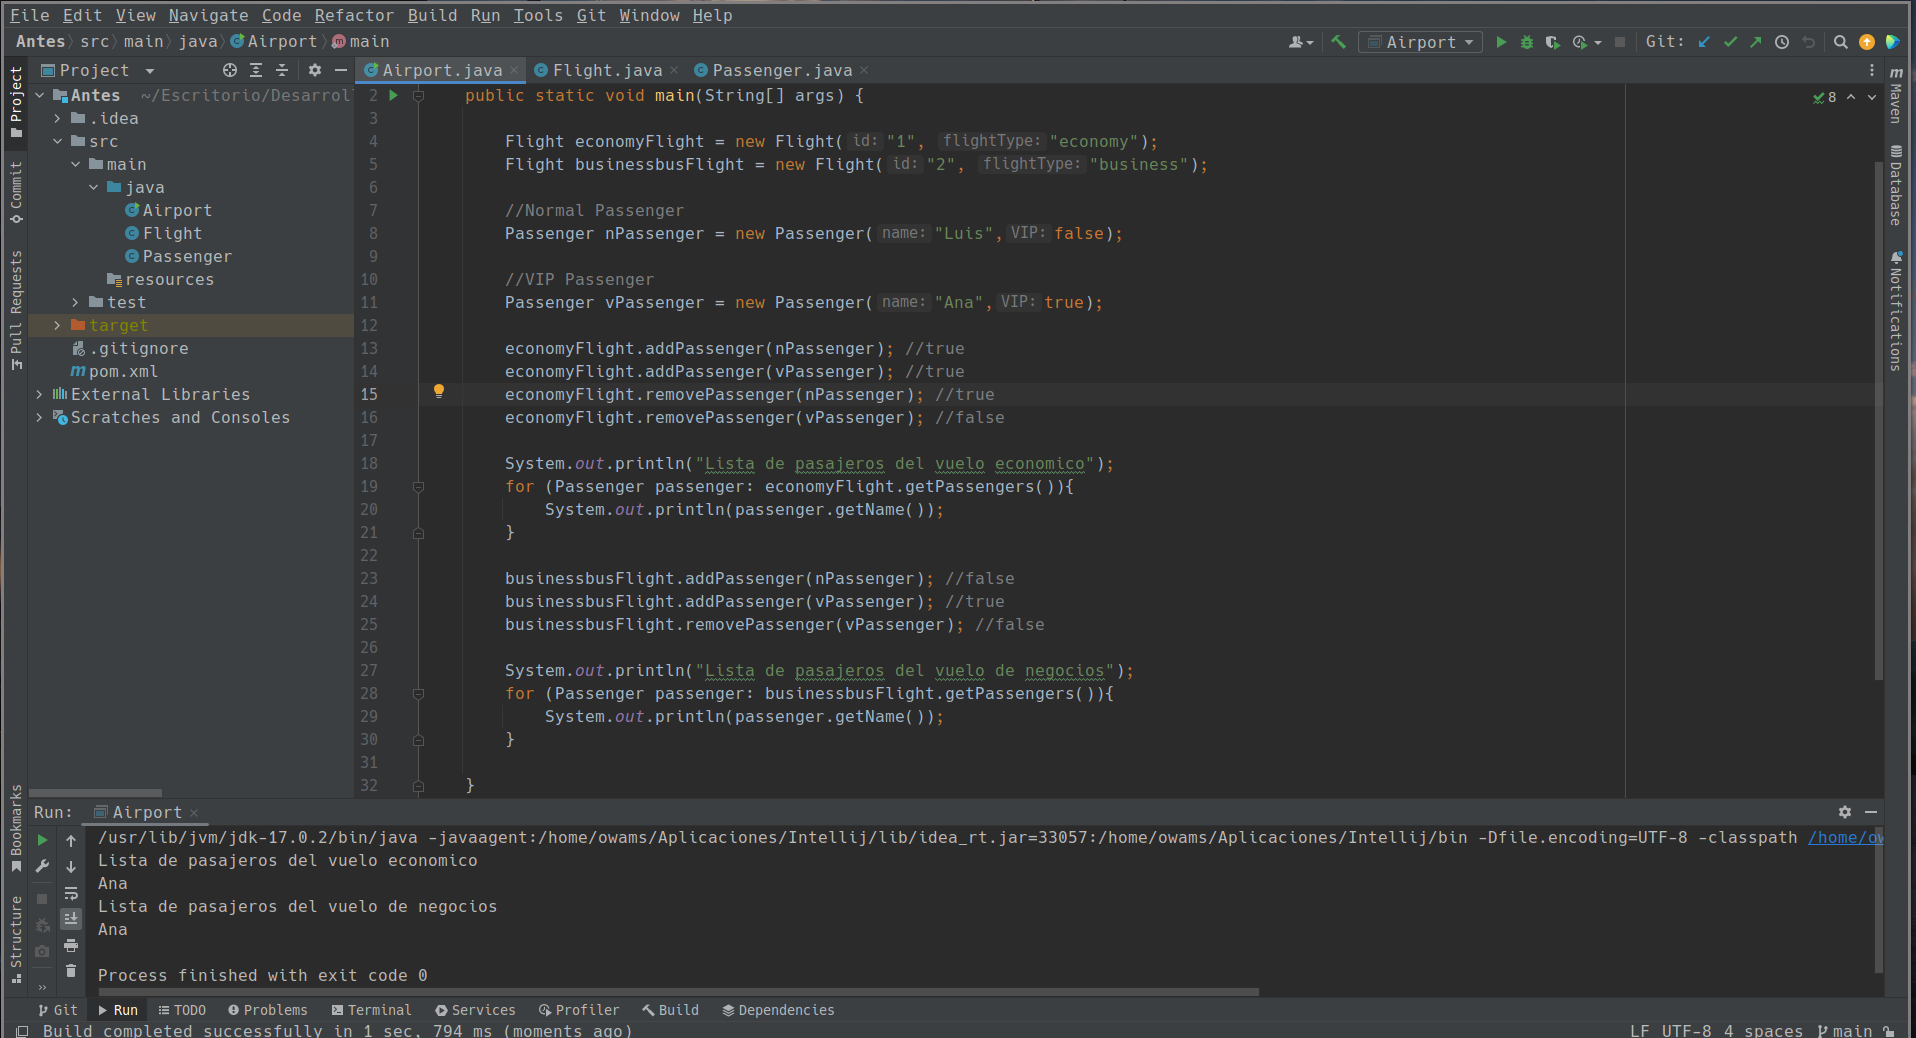 File Edit View Navigate Code Refactor Build Run Tools Git Window Help
Antes src main java Airport main
Airport
Git:
Project
Airport.java Flight.java Passenger.java
Antes ~/Escritorio/Desarrol
.idea
src
main
java
Airport
Flight
Passenger
resources
test
target
.gitignore
pom.xml
External Libraries
Scratches and Consoles
Project
Commit
Pull Requests
Bookmarks
Structure
2 public static void main(String[] args) {
8
3
4 Flight economyFlight = new Flight( id: "1", flightType: "economy");
5 Flight businessbusFlight = new Flight( id: "2", flightType: "business");
6
7 //Normal Passenger
8 Passenger nPassenger = new Passenger( name: "Luis", VIP: false);
9
10 //VIP Passenger
11 Passenger vPassenger = new Passenger( name: "Ana", VIP: true);
12
13 economyFlight.addPassenger(nPassenger); //true
14 economyFlight.addPassenger(vPassenger); //true
15 economyFlight.removePassenger(nPassenger); //true
16 economyFlight.removePassenger(vPassenger); //false
17
18 System.out.println("Lista de pasajeros del vuelo economico");
19 for (Passenger passenger: economyFlight.getPassengers()){
20 System.out.println(passenger.getName());
21 }
22
23 businessbusFlight.addPassenger(nPassenger); //false
24 businessbusFlight.addPassenger(vPassenger); //true
25 businessbusFlight.removePassenger(vPassenger); //false
26
27 System.out.println("Lista de pasajeros del vuelo de negocios");
28 for (Passenger passenger: businessbusFlight.getPassengers()){
29 System.out.println(passenger.getName());
30 }
31
32 }
m
Maven
Database
Notifications
Run: Airport
/usr/lib/jvm/jdk-17.0.2/bin/java -javaagent:/home/owams/Aplicaciones/Intellij/lib/idea_rt.jar=33057:/home/owams/Aplicaciones/Intellij/bin -Dfile.encoding=UTF-8 -classpath /home/ow
Lista de pasajeros del vuelo economico
Ana
Lista de pasajeros del vuelo de negocios
Ana
Process finished with exit code 0
Git Run TODO Problems Terminal Services Profiler Build Dependencies
Build completed successfully in 1 sec, 794 ms (moments ago)
LF UTF-8 4 spaces main